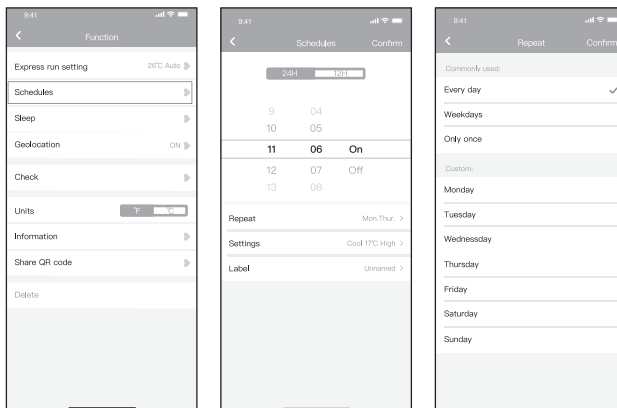 9:41
Function
Express run setting 26℃ Auto
Schedules
Sleep
Geolocation ON
Check
Units ℉ ℃
Information
Share QR code
Delete
9:41
Schedules Confirm
24H 12H
9 04
10 05
11 06 On
12 07 Off
13 08
Repeat Mon.Thur. >
Settings Cool 17℃ High >
Label Unnamed >
9:41
Repeat Confirm
Commonly used:
Every day
Weekdays
Only once
Custom:
Monday
Tuesday
Wednessday
Thursday
Friday
Saturday
Sunday